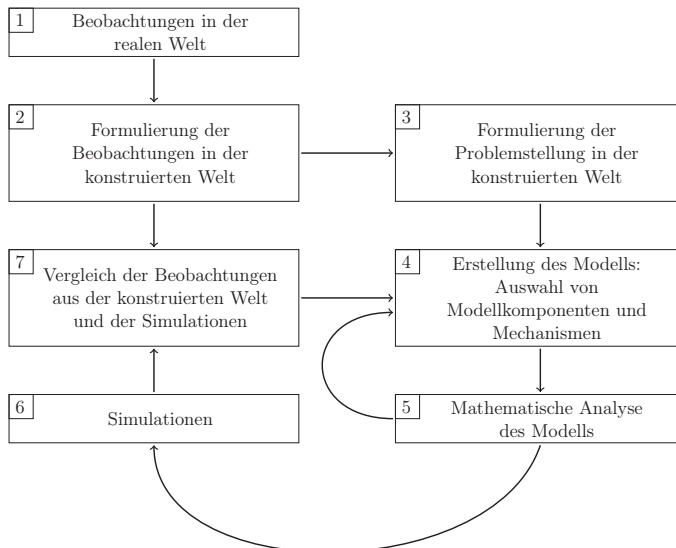 1
Beobachtungen in der
realen Welt
2
Formulierung der
Beobachtungen in der
konstruierten Welt
3
Formulierung der
Problemstellung in der
konstruierten Welt
7
Vergleich der Beobachtungen
aus der konstruierten Welt
und der Simulationen
4
Erstellung des Modells:
Auswahl von
Modellkomponenten und
Mechanismen
6
Simulationen
5
Mathematische Analyse
des Modells